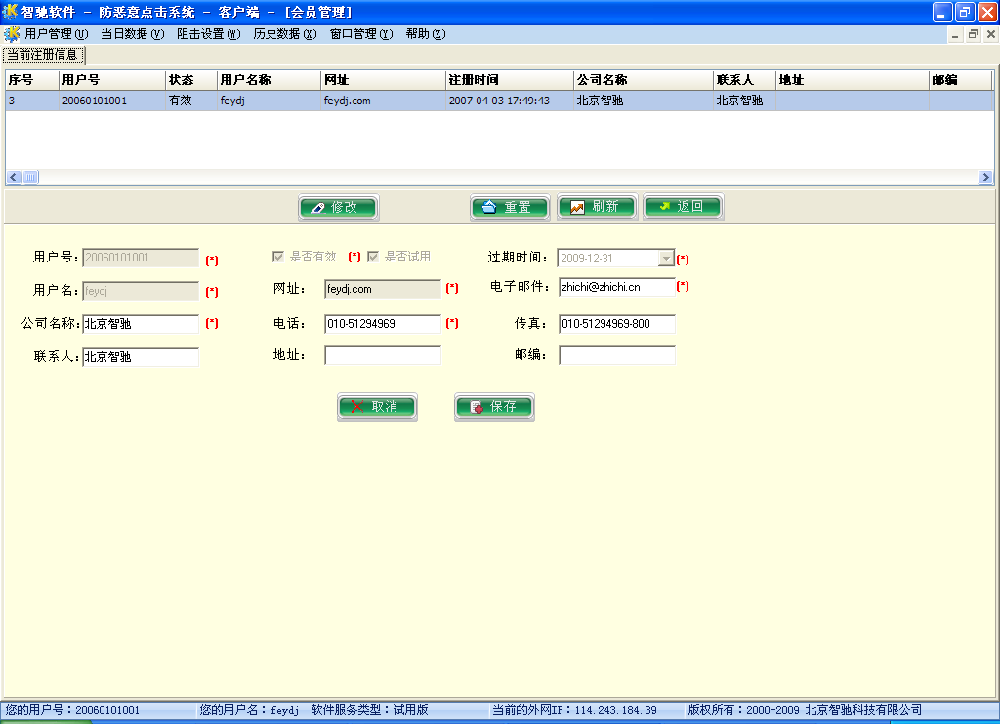 智驰软件 - 防恶意点击系统 - 客户端 - [会员管理]
用户管理(U) 当日数据(V) 阻击设置(W) 历史数据(X) 窗口管理(Y) 帮助(Z)
当前注册信息
序号 用户号 状态 用户名称 网址 注册时间 公司名称 联系人 地址 邮编
3 20060101001 有效 feydj feydj.com 2007-04-03 17:49:43 北京智驰 北京智驰
修改 重置 刷新 返回
用户号: 20060101001 (*) 是否有效 (*) 是否试用 过期时间: 2009-12-31 (*)
用户名: feydj (*) 网址: feydj.com (*) 电子邮件: zhichi@zhichi.cn (*)
公司名称: 北京智驰 (*) 电话: 010-51294969 (*) 传真: 010-51294969-800
联系人: 北京智驰 地址: 邮编:
取消 保存
您的用户号：20060101001 您的用户名：feydj 软件服务类型：试用版 当前的外网IP：114.243.184.39 版权所有：2000-2009 北京智驰科技有限公司